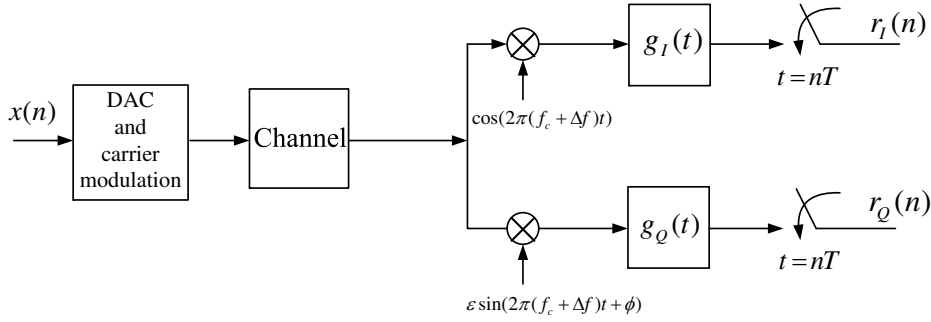 x(n)
DAC
and
carrier
modulation
Channel
cos(2π(f_c + Δf)t)
g_I(t)
t = nT
r_I(n)
ε sin(2π(f_c + Δf)t + ϕ)
g_Q(t)
t = nT
r_Q(n)